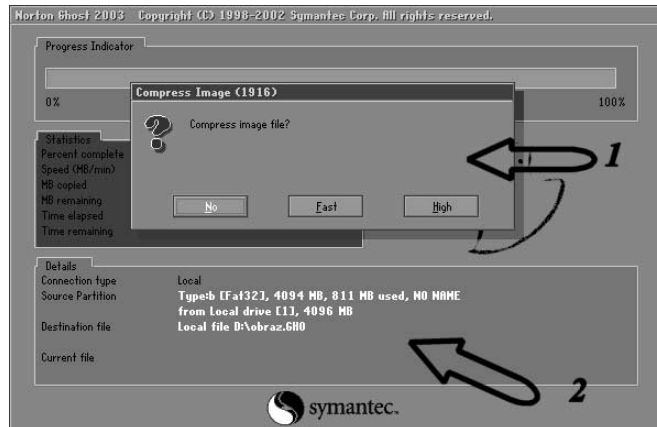 Norton Ghost 2003 Copyright (C) 1998-2002 Symantec Corp. All rights reserved.
Progress Indicator
0% 100%
Compress Image (1916)
Compress image file?
No Fast High
1
Statistics
Percent complete
Speed (MB/min)
MB copied
MB remaining
Time elapsed
Time remaining
Details
Connection type Local
Source Partition Type:b [Fat32], 4094 MB, 811 MB used, NO NAME
from Local drive [1], 4096 MB
Destination file Local file D:\obraz.GHO
Current file
2
symantec.